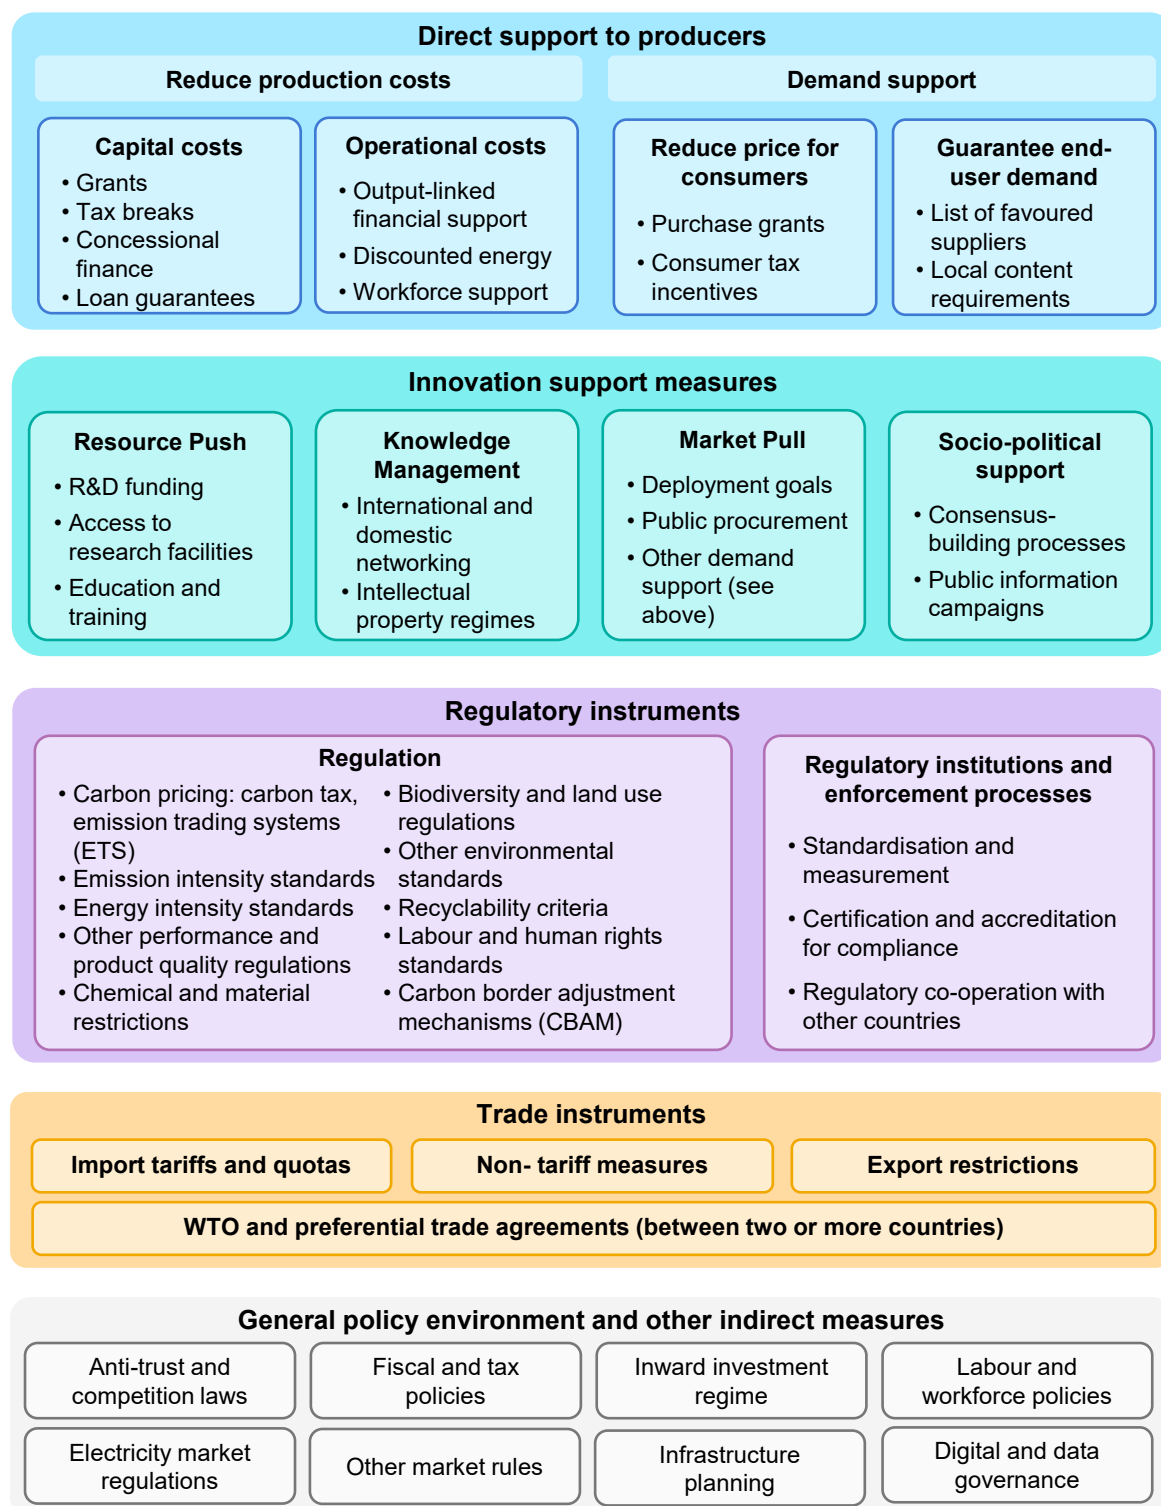 Direct support to producers
Reduce production costs
Demand support
Capital costs
• Grants
• Tax breaks
• Concessional
finance
• Loan guarantees
Operational costs
• Output-linked
financial support
• Discounted energy
• Workforce support
Reduce price for
consumers
• Purchase grants
• Consumer tax
incentives
Guarantee end-
user demand
• List of favoured
suppliers
• Local content
requirements
Innovation support measures
Resource Push
• R&D funding
• Access to
research facilities
• Education and
training
Knowledge
Management
• International and
domestic
networking
• Intellectual
property regimes
Market Pull
• Deployment goals
• Public procurement
• Other demand
support (see
above)
Socio-political
support
• Consensus-
building processes
• Public information
campaigns
Regulatory instruments
Regulation
• Carbon pricing: carbon tax,
emission trading systems
(ETS)
• Emission intensity standards
• Energy intensity standards
• Other performance and
product quality regulations
• Chemical and material
restrictions
• Biodiversity and land use
regulations
• Other environmental
standards
• Recyclability criteria
• Labour and human rights
standards
• Carbon border adjustment
mechanisms (CBAM)
Regulatory institutions and
enforcement processes
• Standardisation and
measurement
• Certification and accreditation
for compliance
• Regulatory co-operation with
other countries
Trade instruments
Import tariffs and quotas
Non- tariff measures
Export restrictions
WTO and preferential trade agreements (between two or more countries)
General policy environment and other indirect measures
Anti-trust and
competition laws
Fiscal and tax
policies
Inward investment
regime
Labour and
workforce policies
Electricity market
regulations
Other market rules
Infrastructure
planning
Digital and data
governance